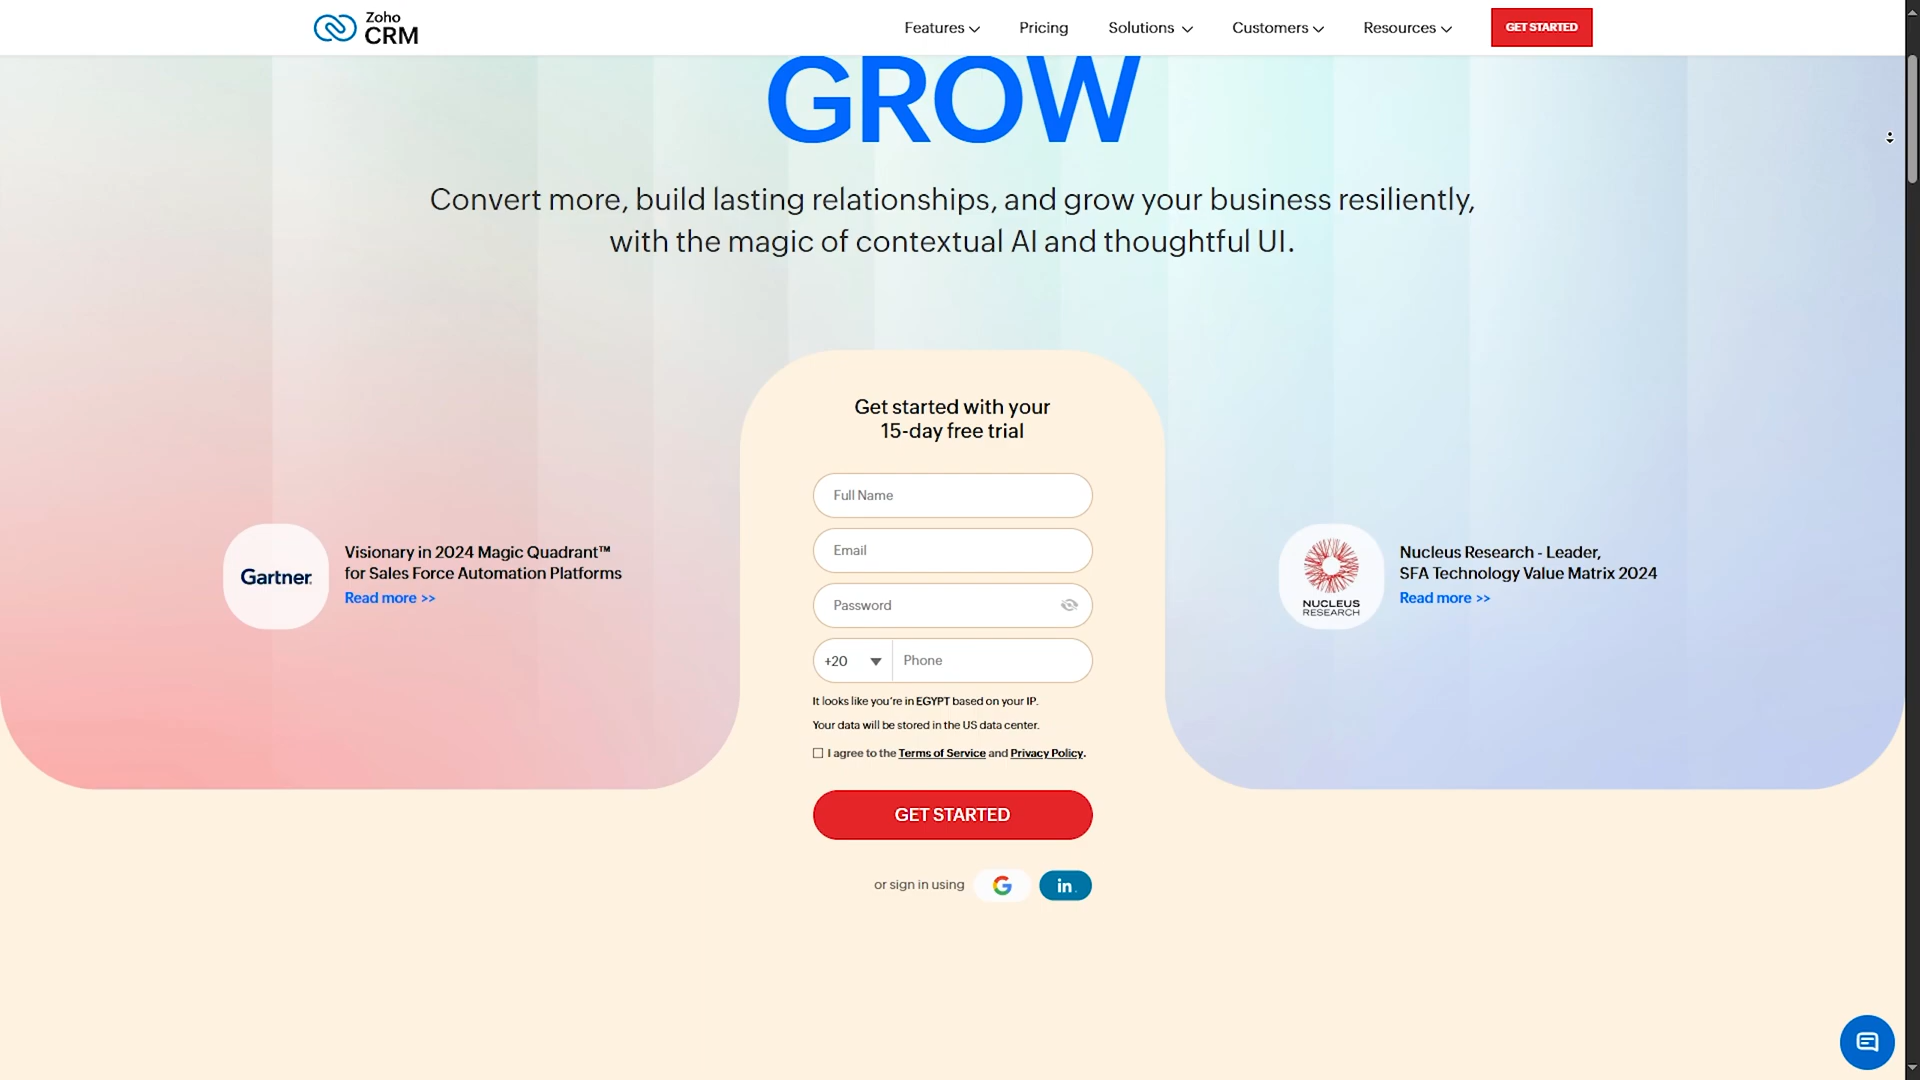 Zoho
CRM
Features
Pricing
Solutions
Customers
Resources
GET STARTED
GROW
Convert more, build lasting relationships, and grow your business resiliently,
with the magic of contextual AI and thoughtful UI.
Get started with your
15-day free trial
Full Name
Email
Password
+20
Phone
It looks like you're in EGYPT based on your IP.
Your data will be stored in the US data center.
I agree to the Terms of Service and Privacy Policy.
GET STARTED
or sign in using
G
in
Gartner
Visionary in 2024 Magic Quadrant™
for Sales Force Automation Platforms
Read more >>
NUCLEUS
RESEARCH
Nucleus Research - Leader,
SFA Technology Value Matrix 2024
Read more >>